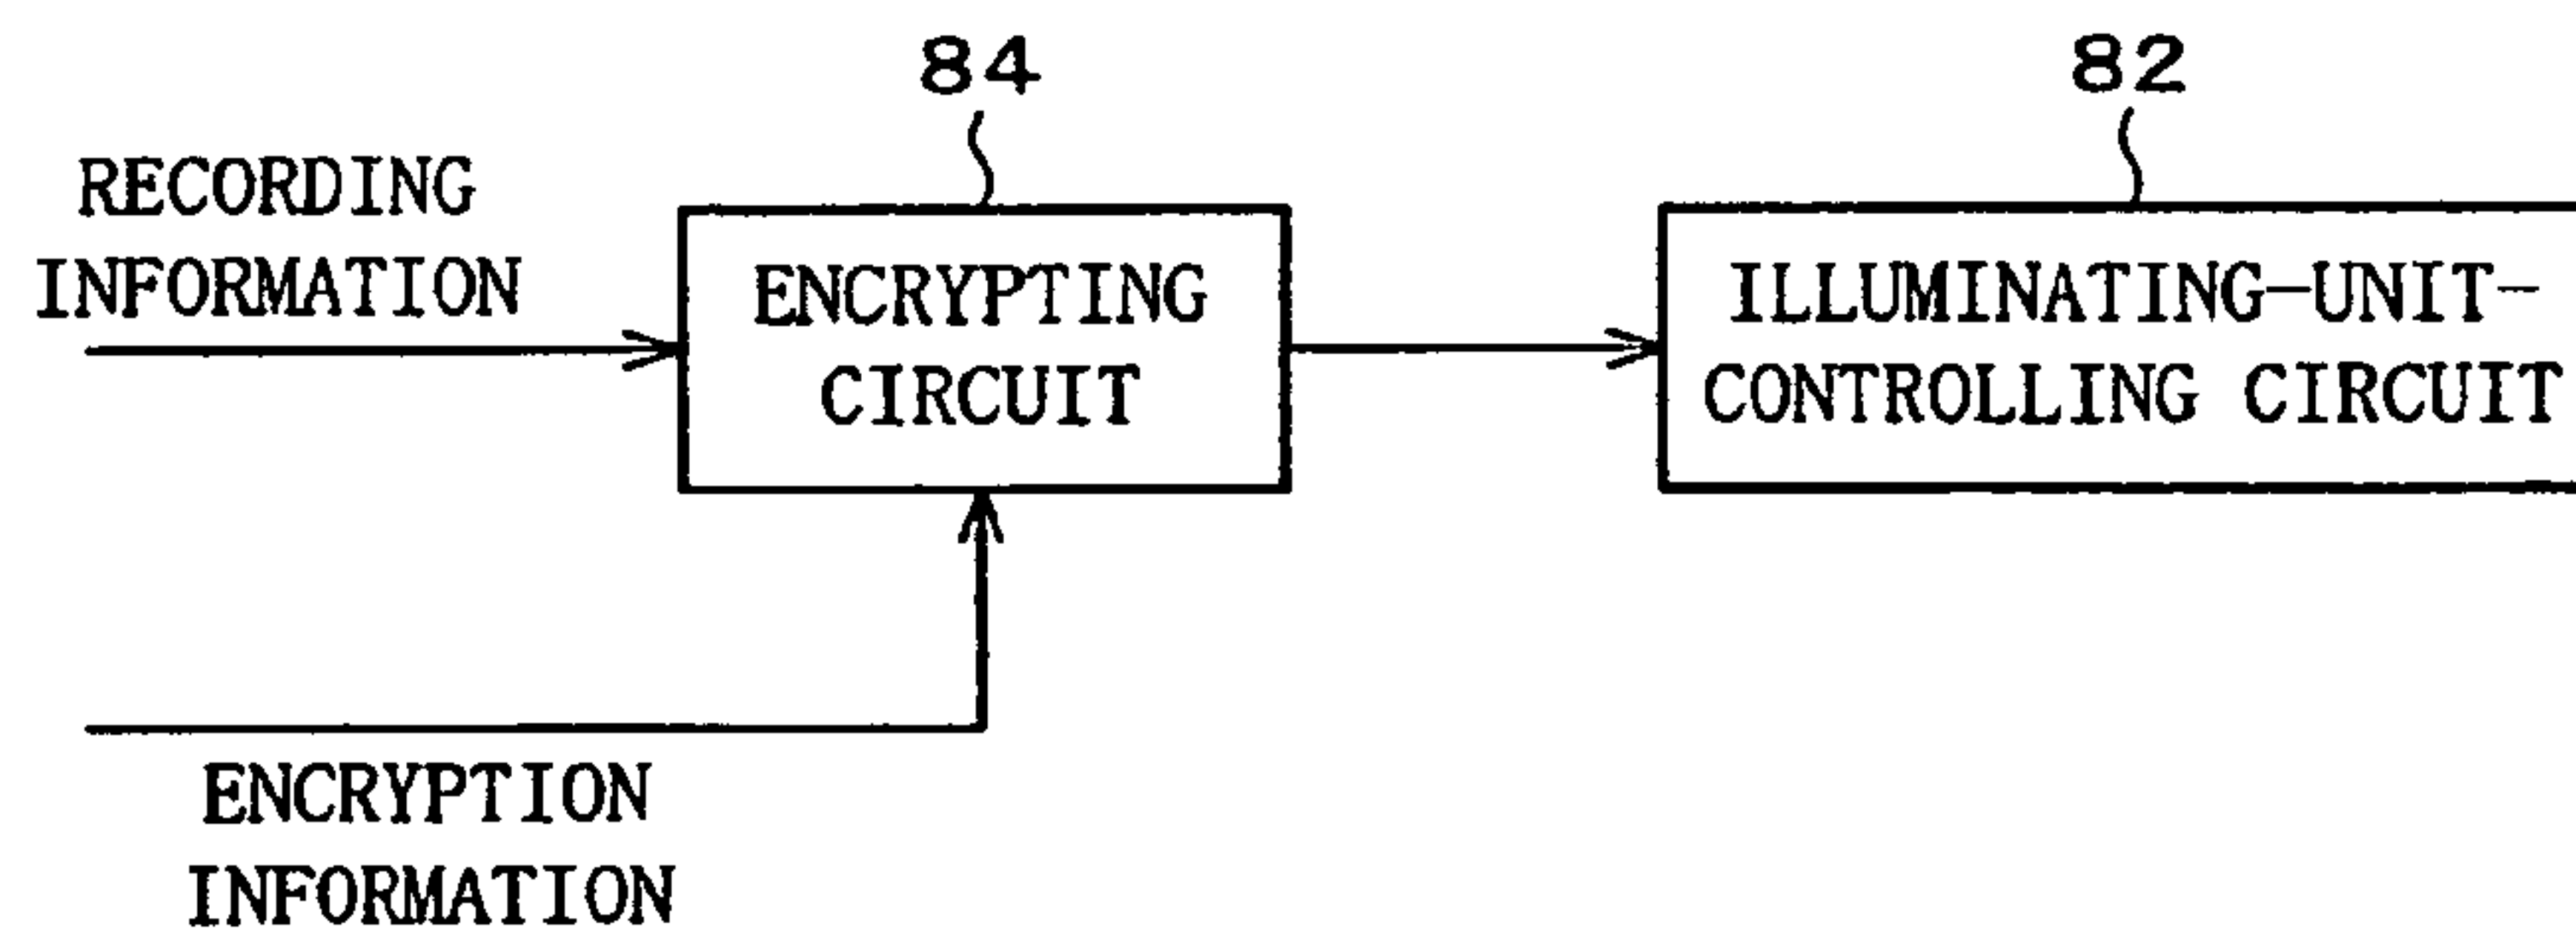 84
82
RECORDING
INFORMATION
ENCRYPTING
CIRCUIT
ILLUMINATING-UNIT-
CONTROLLING CIRCUIT
ENCRYPTION
INFORMATION